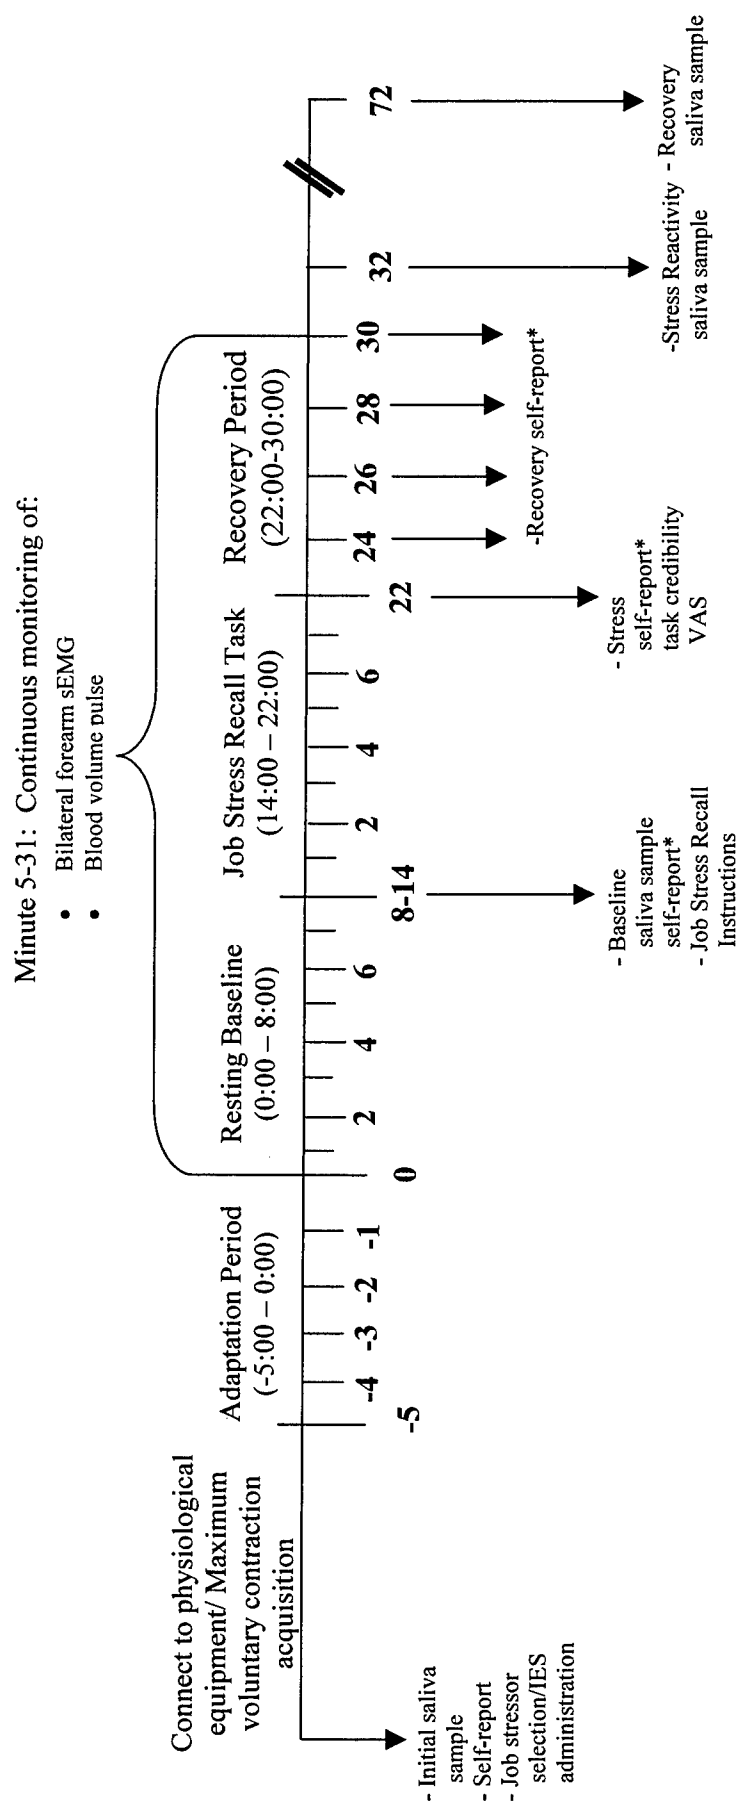 Minute 5-31: Continuous monitoring of:
• Bilateral forearm sEMG
• Blood volume pulse
Connect to physiological
equipment/ Maximum
voluntary contraction
acquisition
Adaptation Period
(-5:00 – 0:00)
Resting Baseline
(0:00 – 8:00)
Job Stress Recall Task
(14:00 – 22:00)
Recovery Period
(22:00-30:00)
-5 -4 -3 -2 -1 0 2 4 6 8-14 2 4 6 22 24 26 28 30 32 72
- Initial saliva
sample
- Self-report
- Job stressor
selection/IES
administration
- Baseline
saliva sample
self-report*
- Job Stress Recall
Instructions
- Stress
self-report*
task credibility
VAS
-Recovery self-report*
-Stress Reactivity
saliva sample
- Recovery
saliva sample